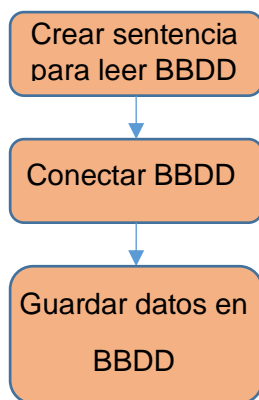 Crear sentencia
para leer BBDD
Conectar BBDD
Guardar datos en
BBDD